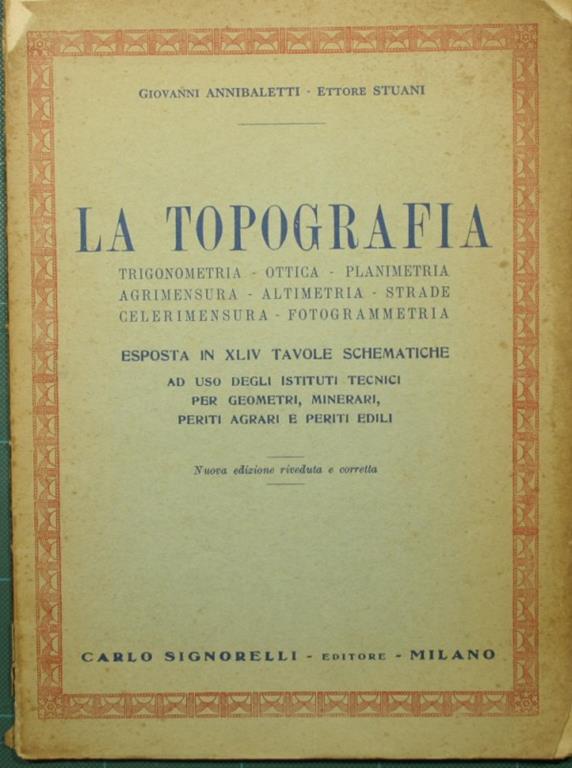 GIOVANNI ANNIBALETTI - ETTORE STUANI
LA TOPOGRAFIA
TRIGONOMETRIA - OTTICA - PLANIMETRIA
AGRIMENSURA - ALTIMETRIA - STRADE
CELERIMENSURA - FOTOGRAMMETRIA
ESPOSTA IN XLIV TAVOLE SCHEMATICHE
AD USO DEGLI ISTITUTI TECNICI
PER GEOMETRI, MINERARI,
PERITI AGRARI E PERITI EDILI
Nuova edizione riveduta e corretta
CARLO SIGNORELLI - EDITORE - MILANO